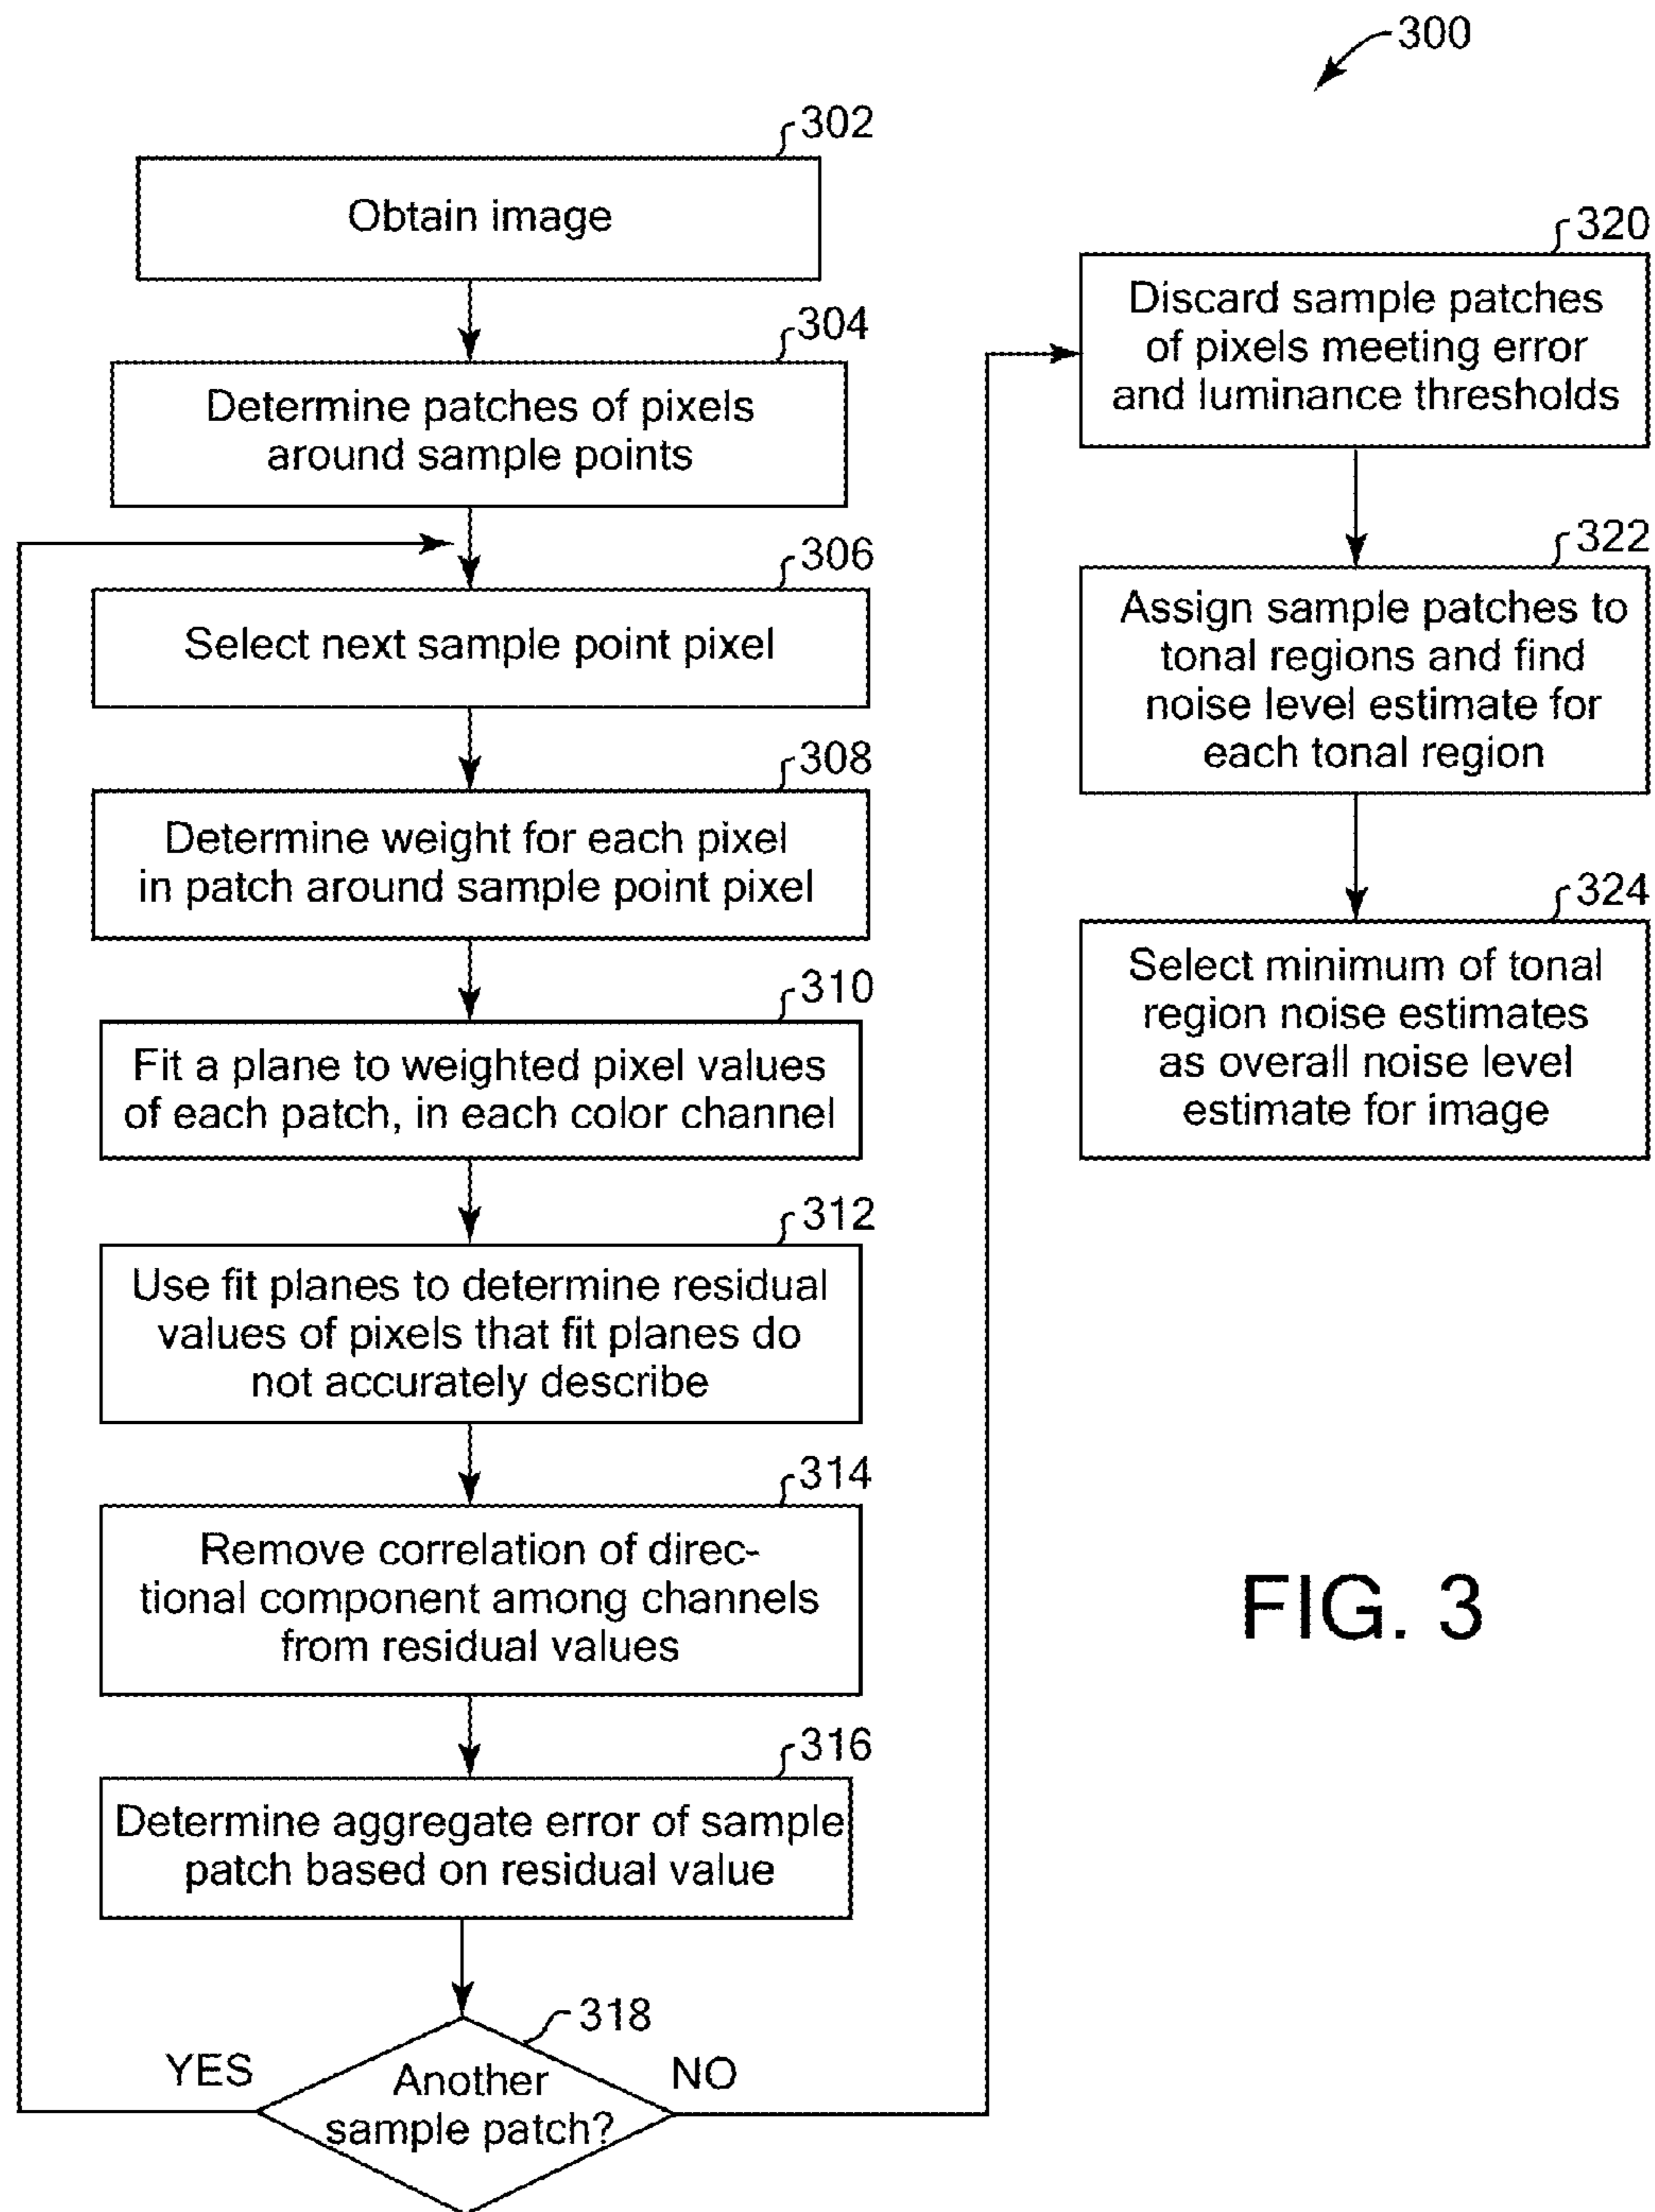 300
302
Obtain image
304
Determine patches of pixels
around sample points
306
Select next sample point pixel
308
Determine weight for each pixel
in patch around sample point pixel
310
Fit a plane to weighted pixel values
of each patch, in each color channel
312
Use fit planes to determine residual
values of pixels that fit planes do
not accurately describe
314
Remove correlation of direc-
tional component among channels
from residual values
316
Determine aggregate error of sample
patch based on residual value
318
Another
sample patch?
YES
NO
320
Discard sample patches
of pixels meeting error
and luminance thresholds
322
Assign sample patches to
tonal regions and find
noise level estimate for
each tonal region
324
Select minimum of tonal
region noise estimates
as overall noise level
estimate for image
FIG. 3